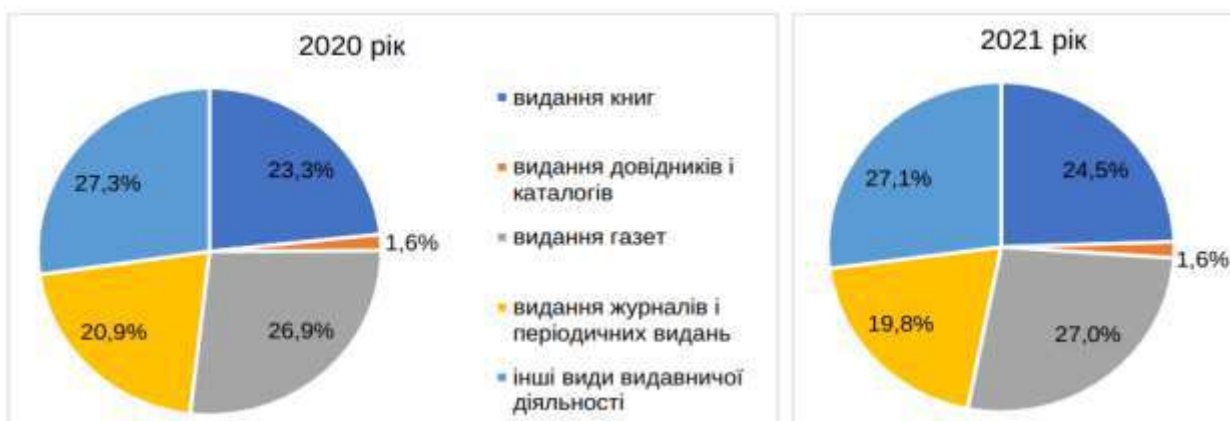 2020 рік
23,3%
1,6%
26,9%
20,9%
27,3%
видання книг
видання довідників і
каталогів
видання газет
видання журналів і
періодичних видань
інші види видавничої
діяльності
2021 рік
24,5%
1,6%
27,0%
19,8%
27,1%